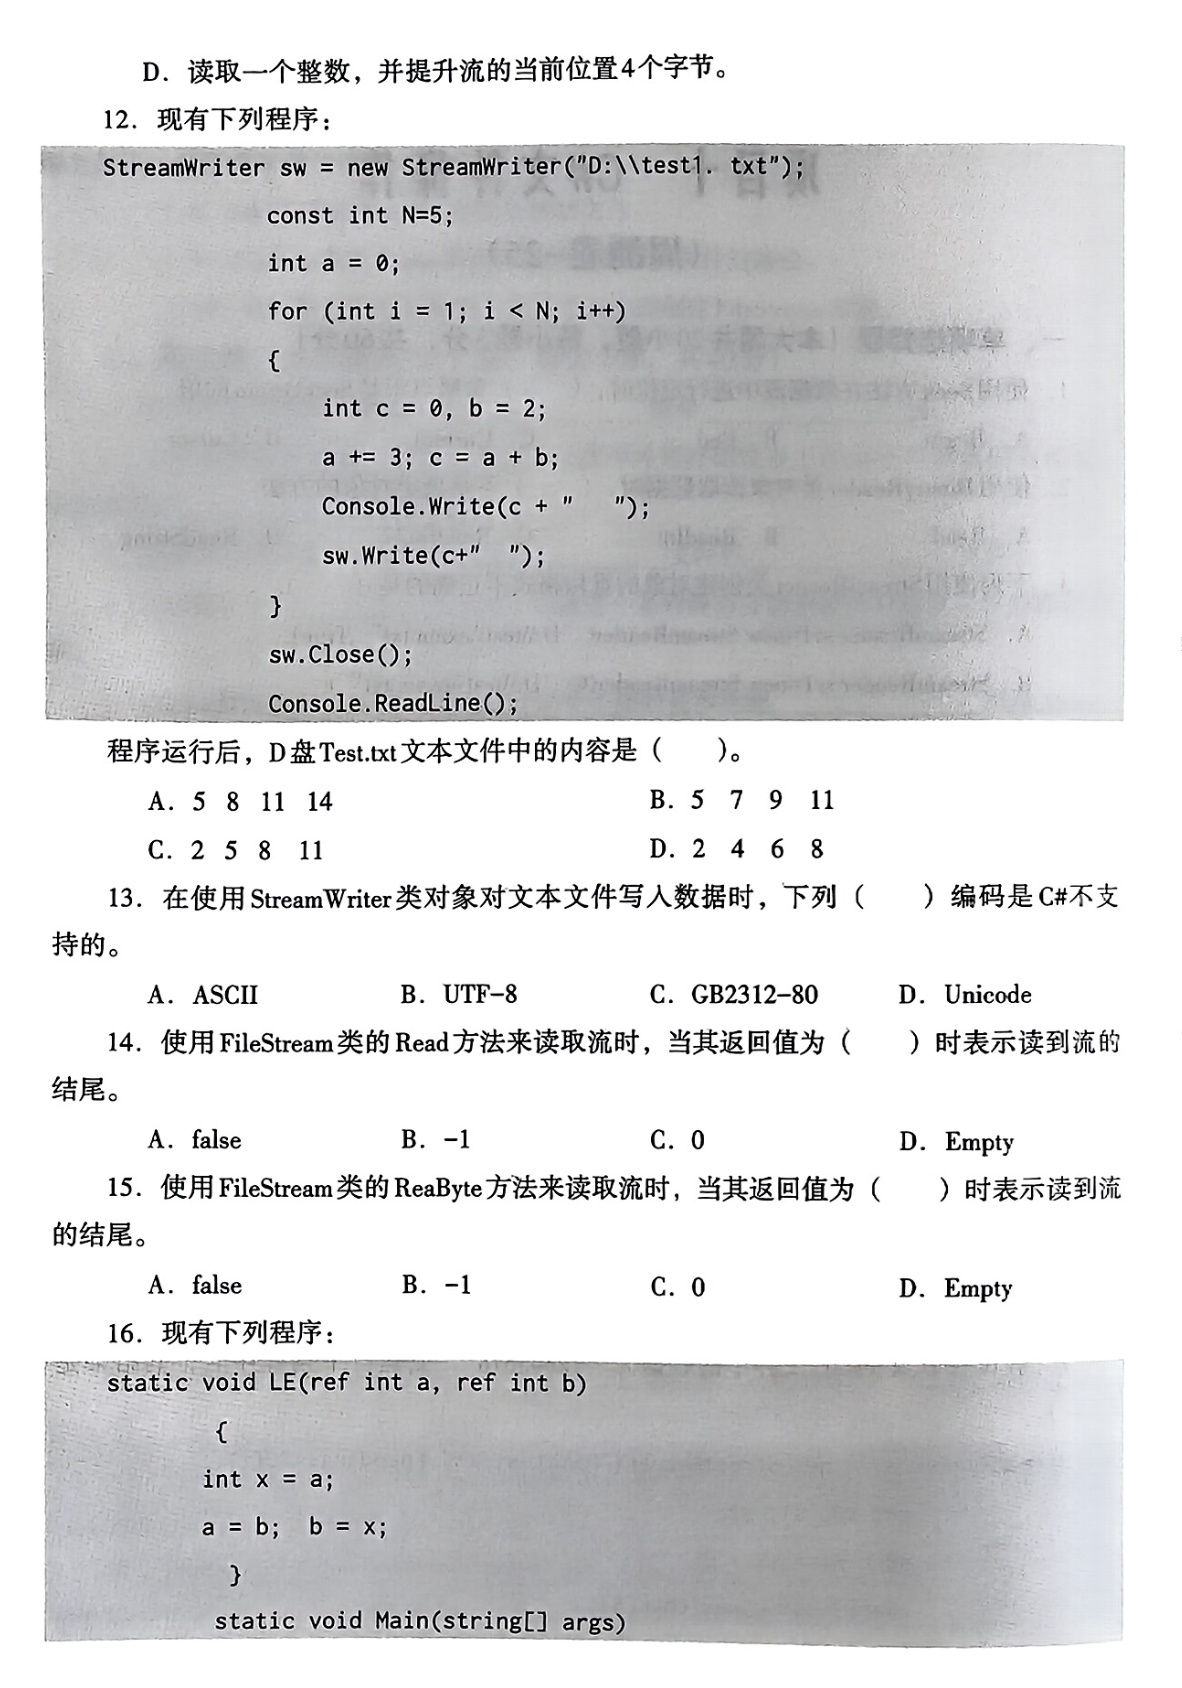 D. 读取一个整数，并提升流的当前位置4个字节。
12. 现有下列程序：
StreamWriter sw = new StreamWriter("D:\\test1. txt");
const int N=5;
int a = 0;
for (int i = 1; i < N; i++)
{
int c = 0, b = 2;
a += 3; c = a + b;
Console.Write(c + "   ");
sw.Write(c+"  ");
}
sw.Close();
Console.ReadLine();
程序运行后，D盘Test.txt文本文件中的内容是（　　）。
A. 5 8 11 14　　B. 5 7 9 11
C. 2 5 8 11　　D. 2 4 6 8
13. 在使用StreamWriter类对象对文本文件写入数据时，下列（　　）编码是C#不支
持的。
A. ASCII　　B. UTF-8　　C. GB2312-80　　D. Unicode
14. 使用FileStream类的Read方法来读取流时，当其返回值为（　　）时表示读到流的
结尾。
A. false　　B. -1　　C. 0　　D. Empty
15. 使用FileStream类的ReaByte方法来读取流时，当其返回值为（　　）时表示读到流
的结尾。
A. false　　B. -1　　C. 0　　D. Empty
16. 现有下列程序：
static void LE(ref int a, ref int b)
{
int x = a;
a = b;  b = x;
}
static void Main(string[] args)